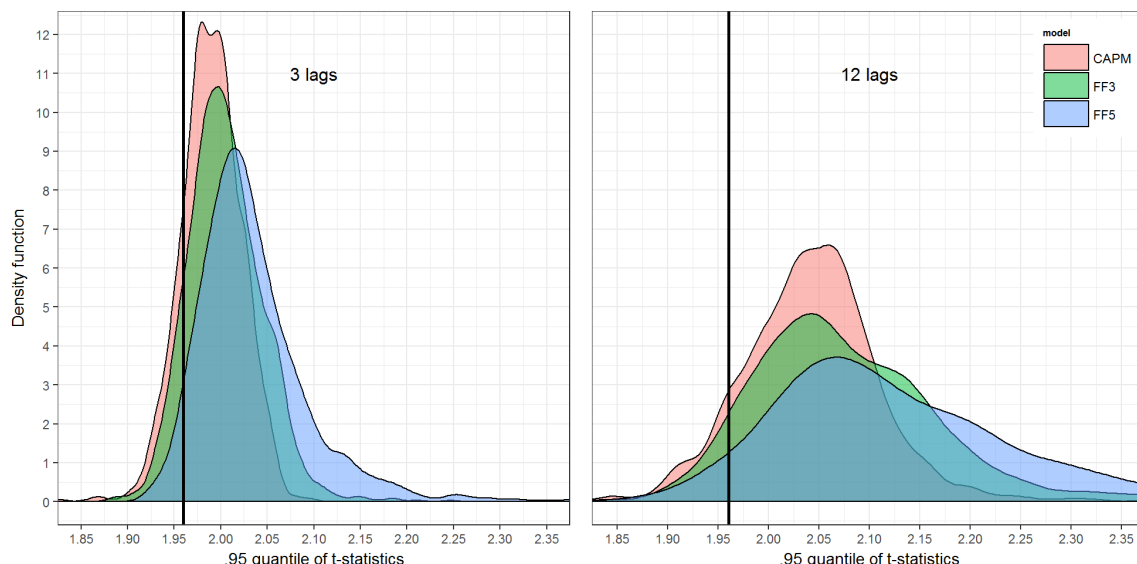 12
11
10
9
8
7
6
5
4
3
2
1
0
Density function
3 lags
1.85 1.90 1.95 2.00 2.05 2.10 2.15 2.20 2.25 2.30 2.35
.95 quantile of t-statistics
12 lags
model
CAPM
FF3
FF5
1.85 1.90 1.95 2.00 2.05 2.10 2.15 2.20 2.25 2.30 2.35
.95 quantile of t-statistics